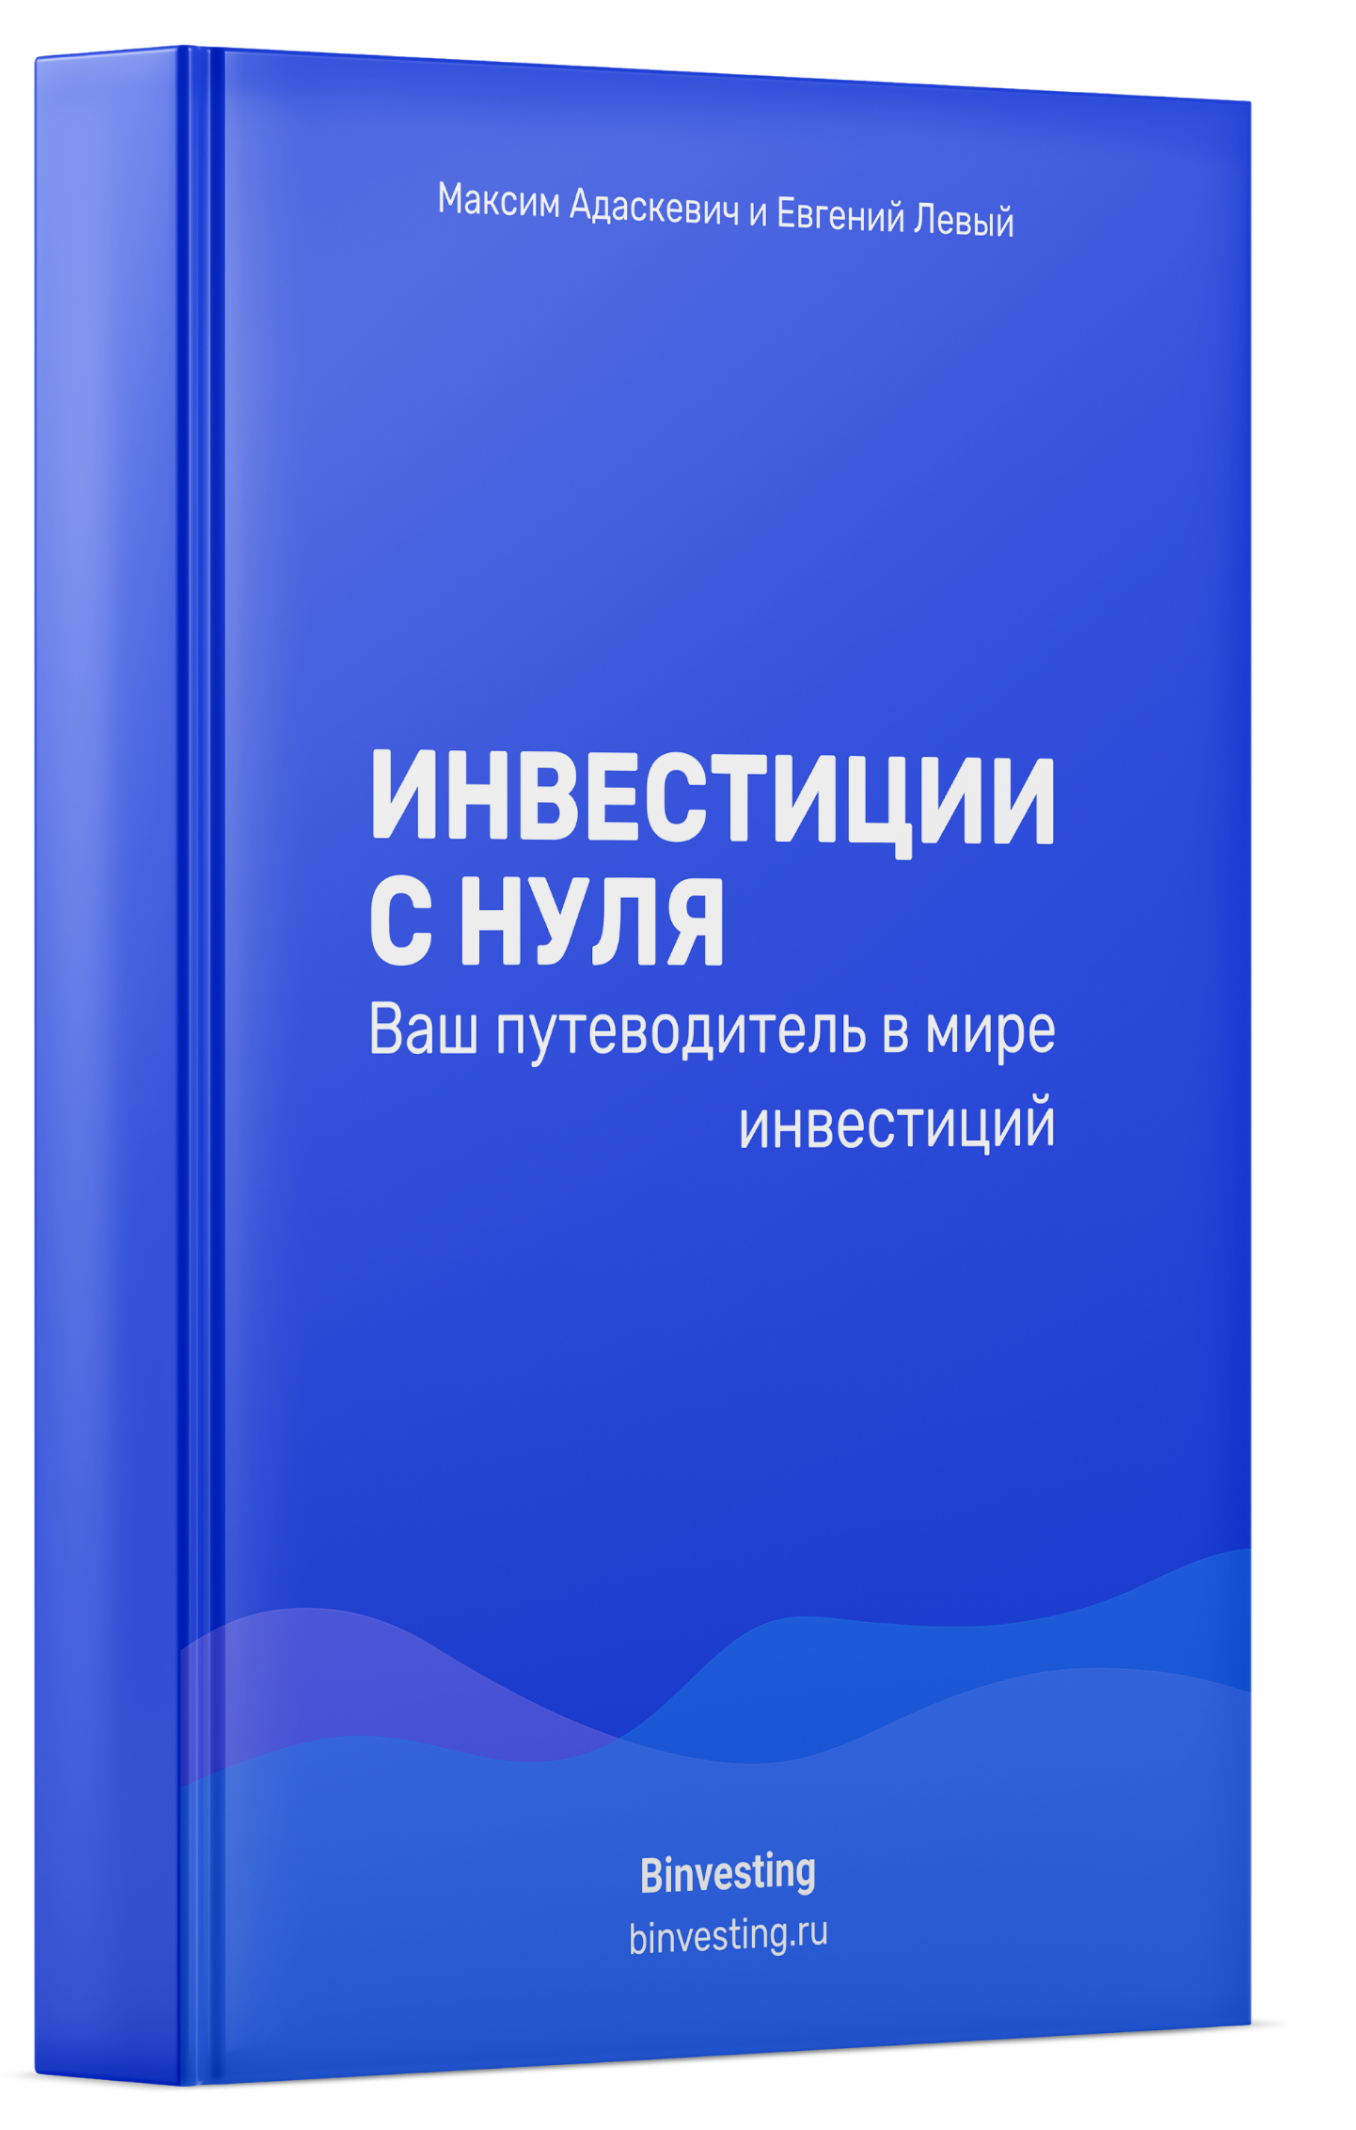 Максим Адаскевич и Евгений Левый
ИНВЕСТИЦИИ
С НУЛЯ
Ваш путеводитель в мире
инвестиций
Binvesting
binvesting.ru